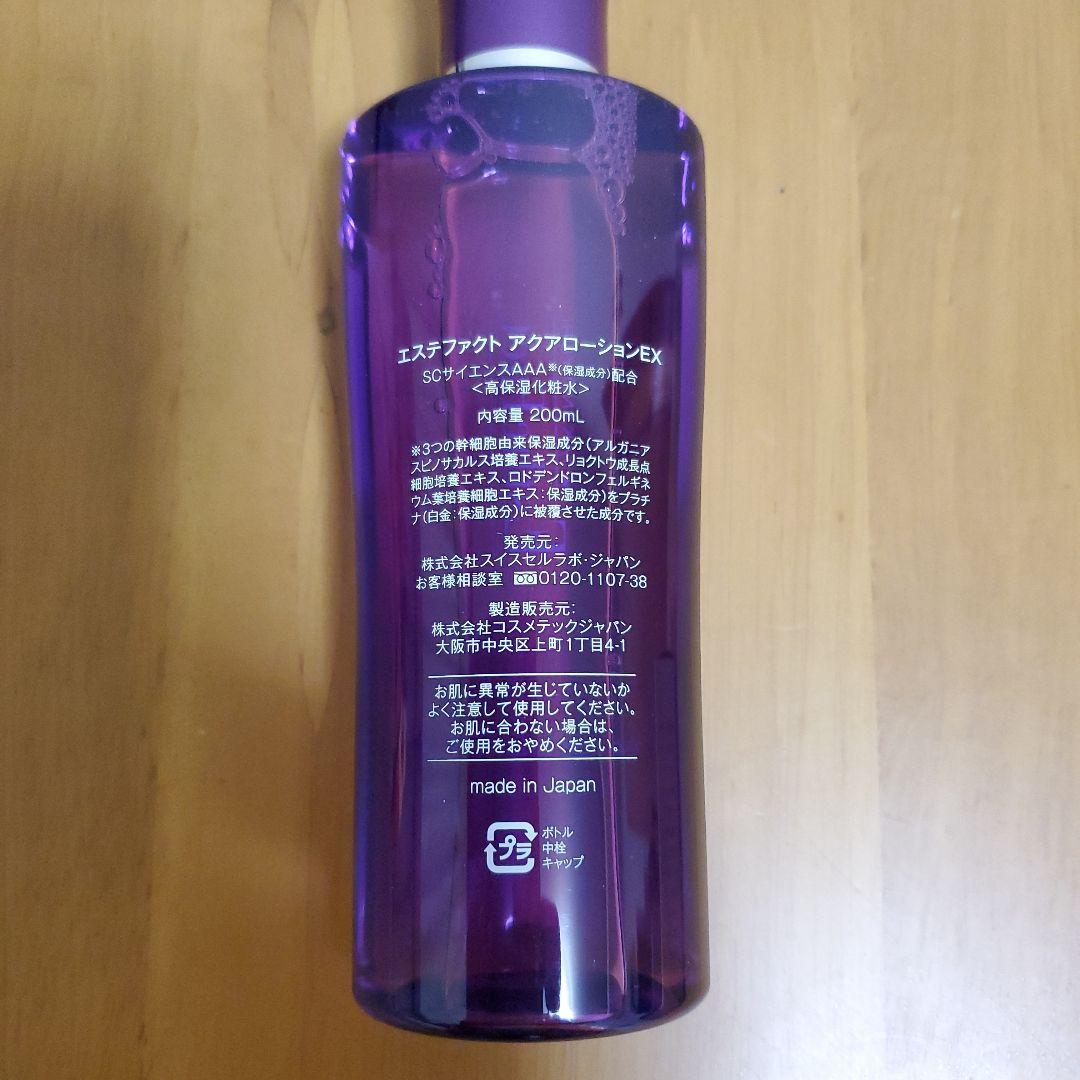 エステファクト アクアローションEX
SCサイエンスAAA※(保湿成分)配合
<高保湿化粧水>
内容量 200mL
※3つの幹細胞由来保湿成分(アルガニア
スピノサカルス培養エキス、リョクトウ成長点
細胞培養エキス、ロドデンドロンフェルギネ
ウム葉培養細胞エキス:保湿成分)をプラチ
ナ(白金:保湿成分)に被覆させた成分です。
発売元:
株式会社スイスセルラボ・ジャパン
お客様相談室 0120-1107-38
製造販売元:
株式会社コスメテックジャパン
大阪市中央区上町1丁目4-1
お肌に異常が生じていないか
よく注意して使用してください。
お肌に合わない場合は、
ご使用をおやめください。
made in Japan
プラ
ボトル
中栓
キャップ